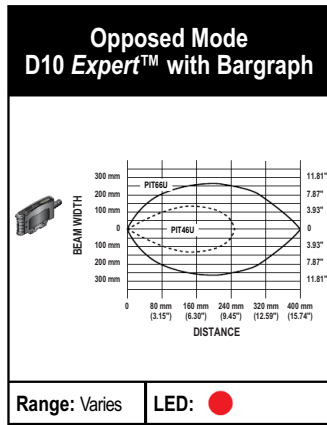 Opposed Mode
D10 Expert™ with Bargraph
BEAM WIDTH
300 mm
200 mm
100 mm
0
100 mm
200 mm
300 mm
PIT66U
PIT46U
11.81"
7.87"
3.93"
0
3.93"
7.87"
11.81"
0 80 mm 160 mm 240 mm 320 mm 400 mm
(3.15") (6.30") (9.45") (12.59") (15.74")
DISTANCE
Range: Varies LED: